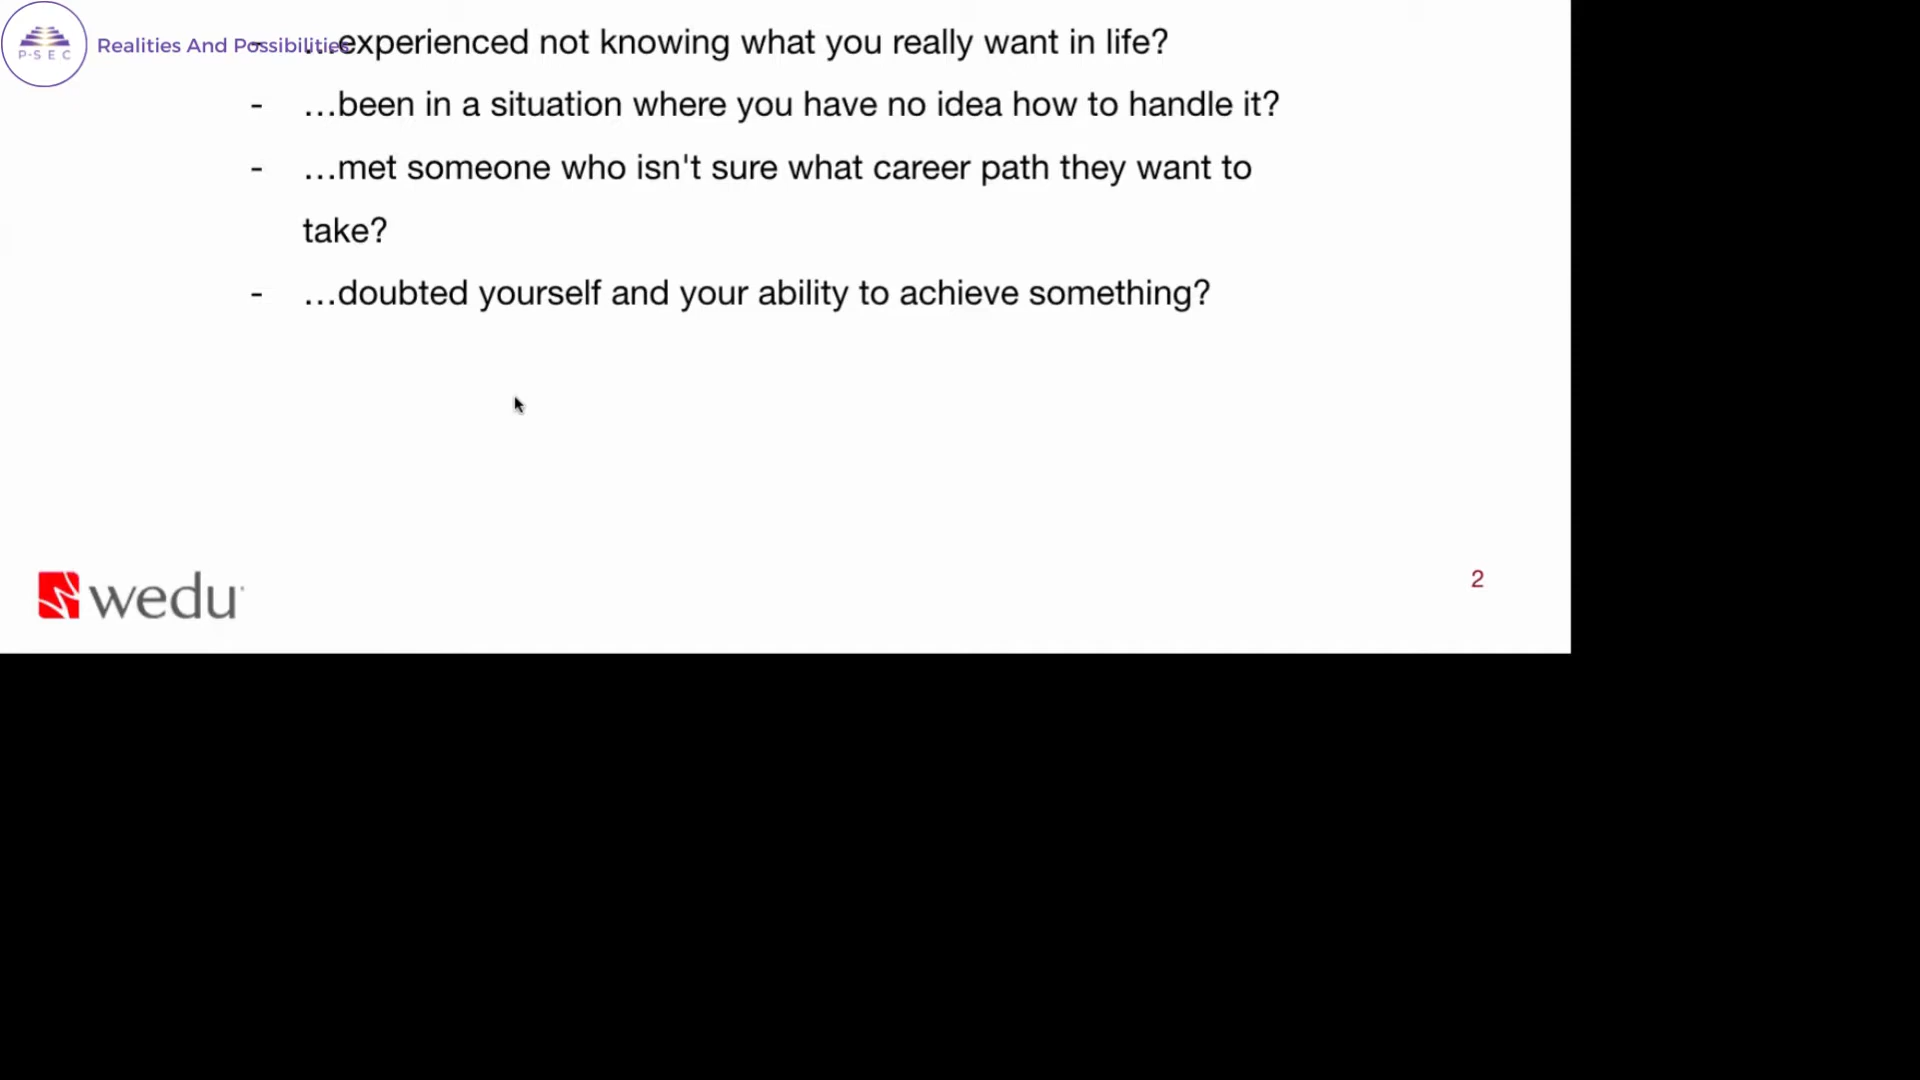 Realities And Possibilities
P-SEC
- …experienced not knowing what you really want in life?
- …been in a situation where you have no idea how to handle it?
- …met someone who isn't sure what career path they want to
take?
- …doubted yourself and your ability to achieve something?
wedu
2